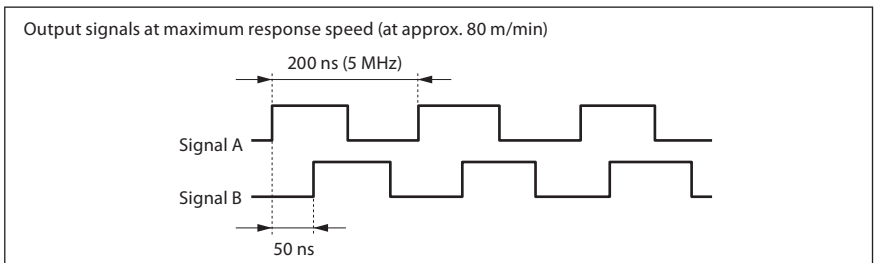 Output signals at maximum response speed (at approx. 80 m/min)
200 ns (5 MHz)
Signal A
Signal B
50 ns